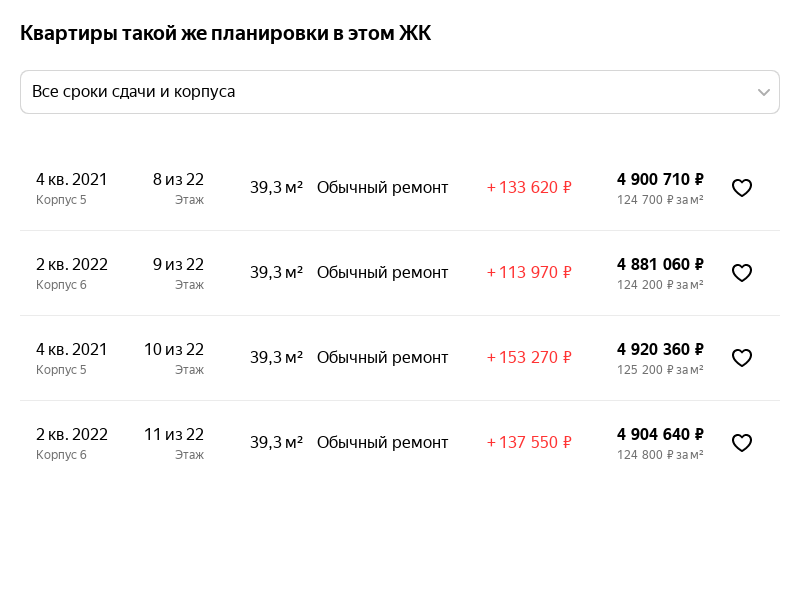 Квартиры такой же планировки в этом ЖК
Все сроки сдачи и корпуса
4 кв. 2021 8 из 22 39,3 м² Обычный ремонт + 133 620 ₽ 4 900 710 ₽
Корпус 5 Этаж 124 700 ₽ за м²
2 кв. 2022 9 из 22 39,3 м² Обычный ремонт + 113 970 ₽ 4 881 060 ₽
Корпус 6 Этаж 124 200 ₽ за м²
4 кв. 2021 10 из 22 39,3 м² Обычный ремонт + 153 270 ₽ 4 920 360 ₽
Корпус 5 Этаж 125 200 ₽ за м²
2 кв. 2022 11 из 22 39,3 м² Обычный ремонт + 137 550 ₽ 4 904 640 ₽
Корпус 6 Этаж 124 800 ₽ за м²